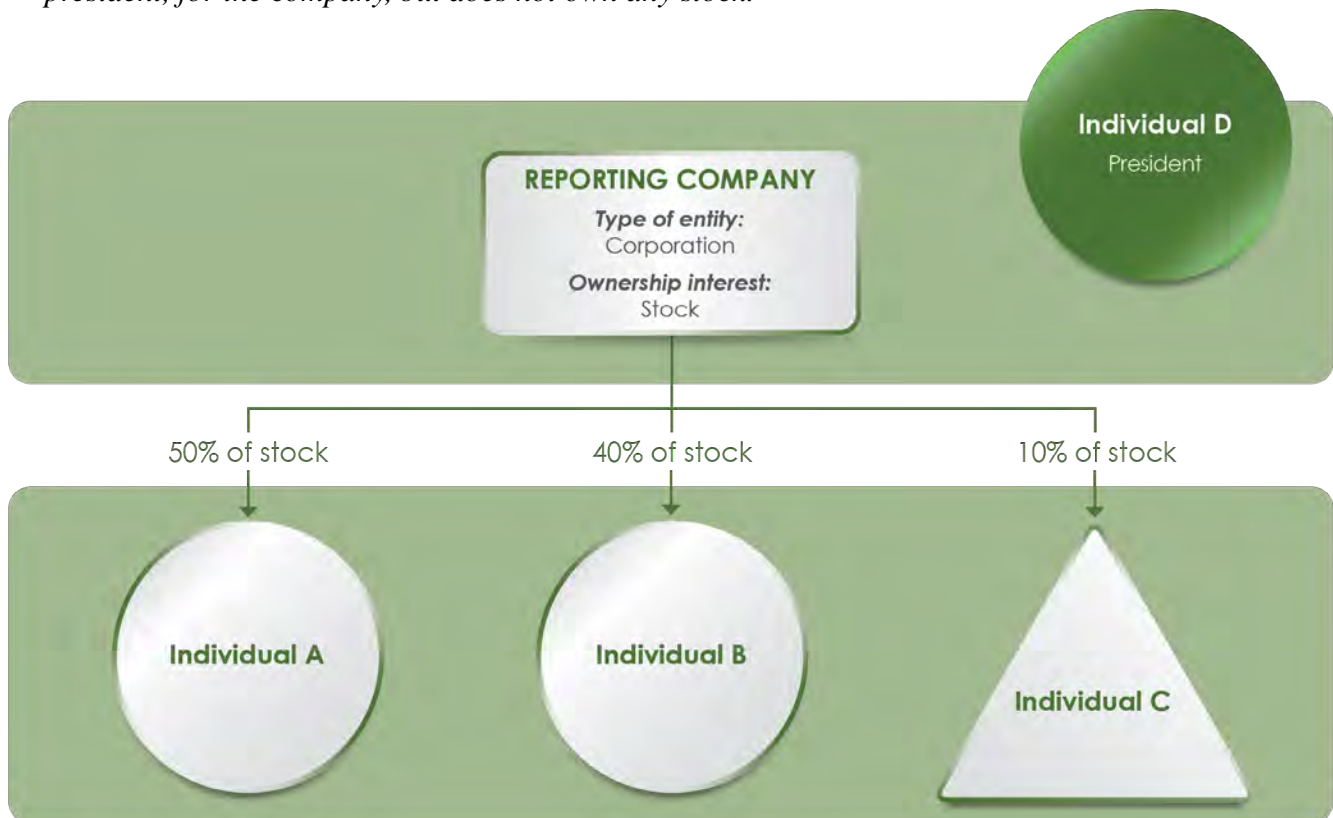 president, for the company, but does not own any stock.
Individual D
President
REPORTING COMPANY
Type of entity:
Corporation
Ownership interest:
Stock
50% of stock
40% of stock
10% of stock
Individual A
Individual B
Individual C